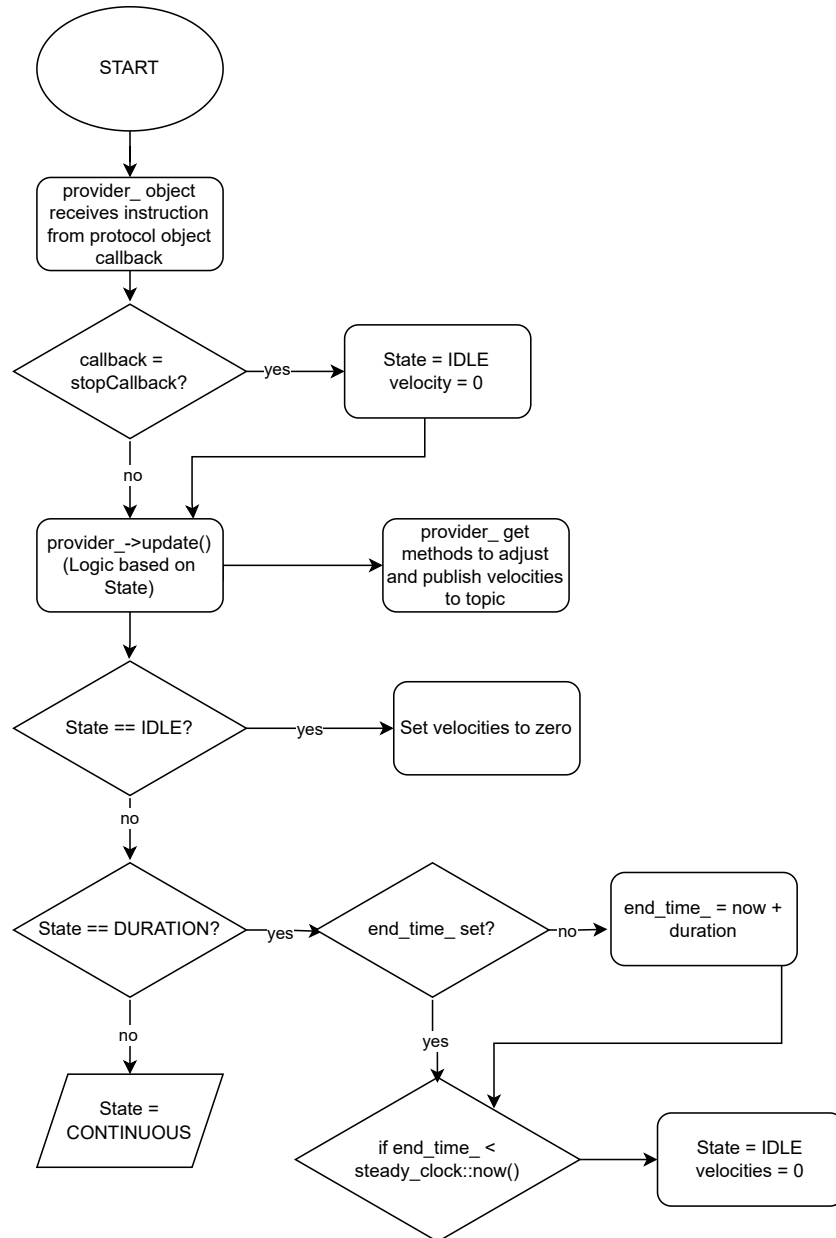 START
provider_ object
receives instruction
from protocol object
callback
callback =
stopCallback?
yes
State = IDLE
velocity = 0
no
provider_->update()
(Logic based on
State)
provider_ get
methods to adjust
and publish velocities
to topic
State == IDLE?
yes
Set velocities to zero
no
State == DURATION?
yes
end_time_ set?
no
end_time_ = now +
duration
no
yes
State =
CONTINUOUS
if end_time_ <
steady_clock::now()
State = IDLE
velocities = 0